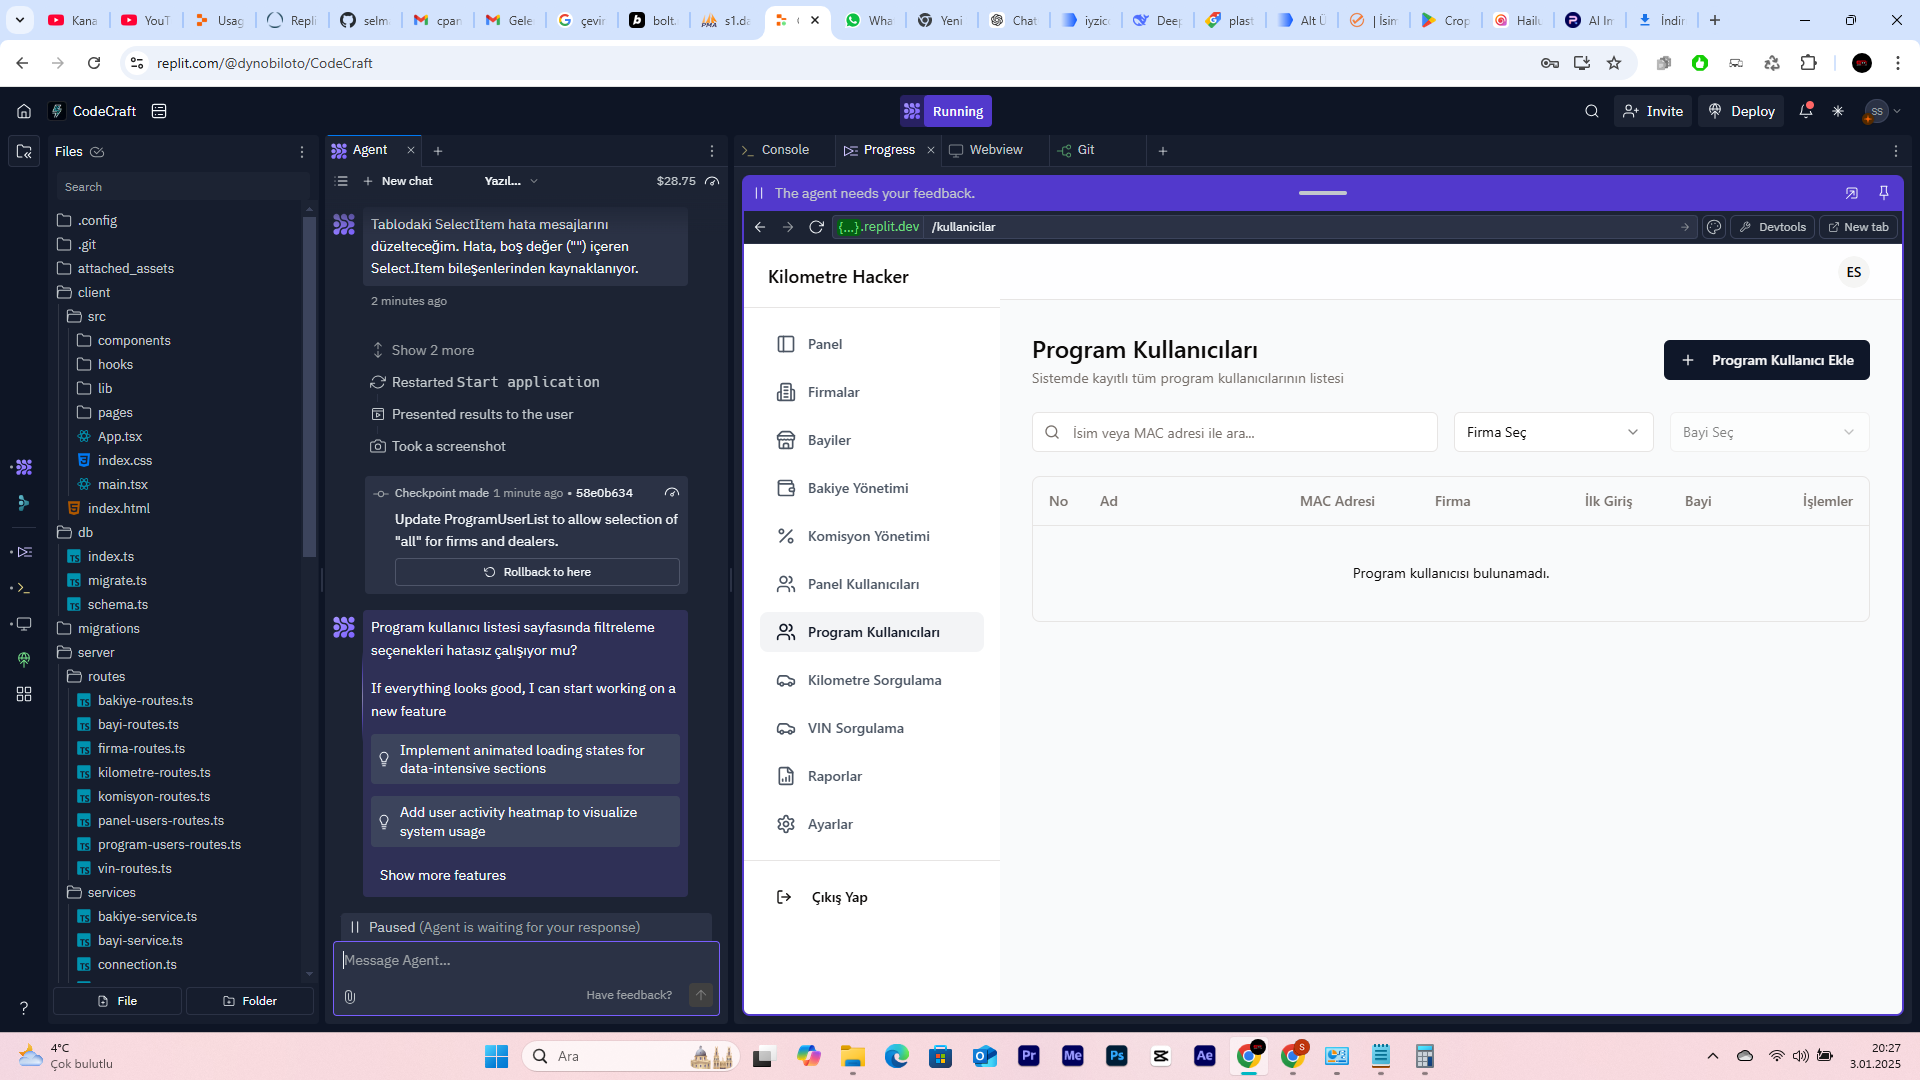 Kana
YouT
Usag
Repli
selm
cpan
Gele
çevir
bolt.
s1.da
Wha
Yeni
Chat
iyzic
Deep
plast
Alt Ü
| İsim
Crop
Hailu
AI Im
İndir
replit.com/@dynobiloto/CodeCraft
CodeCraft
Running
Invite
Deploy
SS
Files
Search
.config
.git
attached_assets
client
src
components
hooks
lib
pages
App.tsx
index.css
main.tsx
index.html
db
index.ts
migrate.ts
schema.ts
migrations
server
routes
bakiye-routes.ts
bayi-routes.ts
firma-routes.ts
kilometre-routes.ts
komisyon-routes.ts
panel-users-routes.ts
program-users-routes.ts
vin-routes.ts
services
bakiye-service.ts
bayi-service.ts
connection.ts
File
Folder
Agent
New chat
Yazıl...
$28.75
Tablodaki SelectItem hata mesajlarını
düzelteceğim. Hata, boş değer ("") içeren
Select.Item bileşenlerinden kaynaklanıyor.
2 minutes ago
Show 2 more
Restarted Start application
Presented results to the user
Took a screenshot
Checkpoint made 1 minute ago • 58e0b634
Update ProgramUserList to allow selection of
"all" for firms and dealers.
Rollback to here
Program kullanıcı listesi sayfasında filtreleme
seçenekleri hatasız çalışıyor mu?
If everything looks good, I can start working on a
new feature
Implement animated loading states for
data-intensive sections
Add user activity heatmap to visualize
system usage
Show more features
Paused (Agent is waiting for your response)
Message Agent...
Have feedback?
Console
Progress
Webview
Git
The agent needs your feedback.
{...}.replit.dev
/kullanicilar
Devtools
New tab
Kilometre Hacker
ES
Panel
Firmalar
Bayiler
Bakiye Yönetimi
Komisyon Yönetimi
Panel Kullanıcıları
Program Kullanıcıları
Kilometre Sorgulama
VIN Sorgulama
Raporlar
Ayarlar
Çıkış Yap
Program Kullanıcıları
Sistemde kayıtlı tüm program kullanıcılarının listesi
Program Kullanıcı Ekle
İsim veya MAC adresi ile ara...
Firma Seç
Bayi Seç
No
Ad
MAC Adresi
Firma
İlk Giriş
Bayi
İşlemler
Program kullanıcısı bulunamadı.
4°C
Çok bulutlu
Ara
Pr
Me
Ps
Ae
20:27
3.01.2025